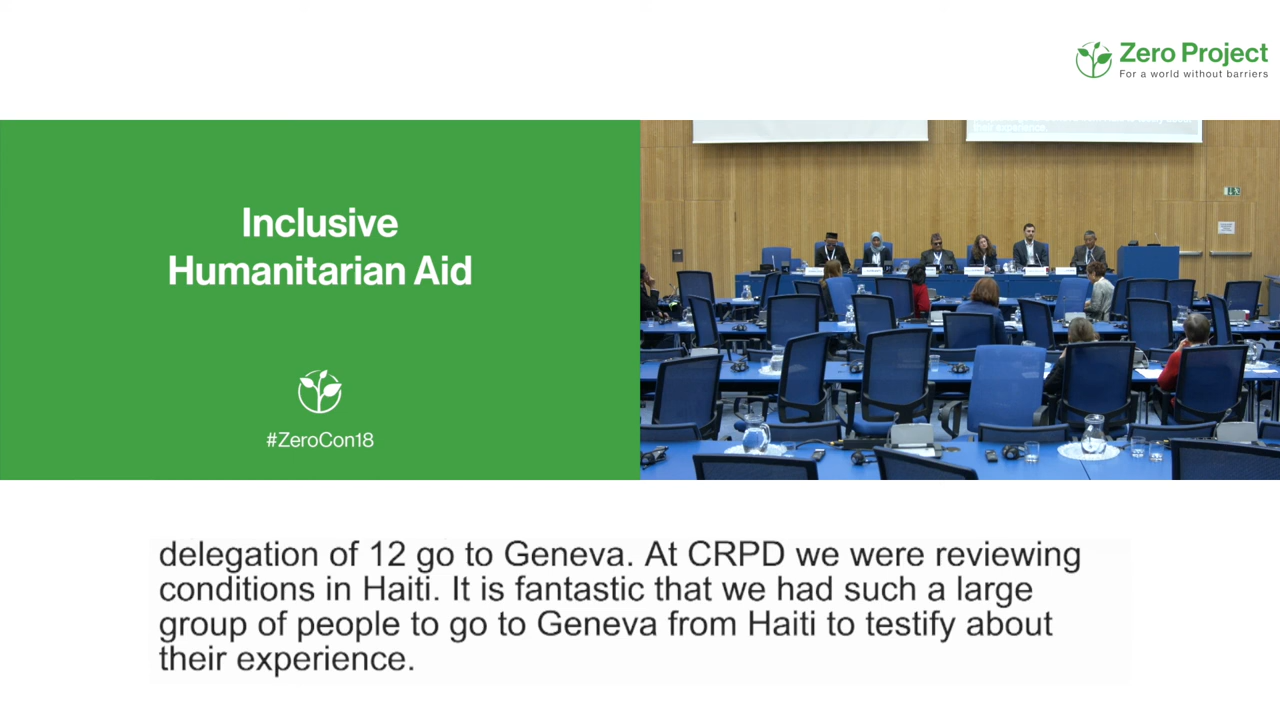 Zero Project
For a world without barriers
Inclusive
Humanitarian Aid
#ZeroCon18
their experience.
delegation of 12 go to Geneva. At CRPD we were reviewing
conditions in Haiti. It is fantastic that we had such a large
group of people to go to Geneva from Haiti to testify about
their experience.